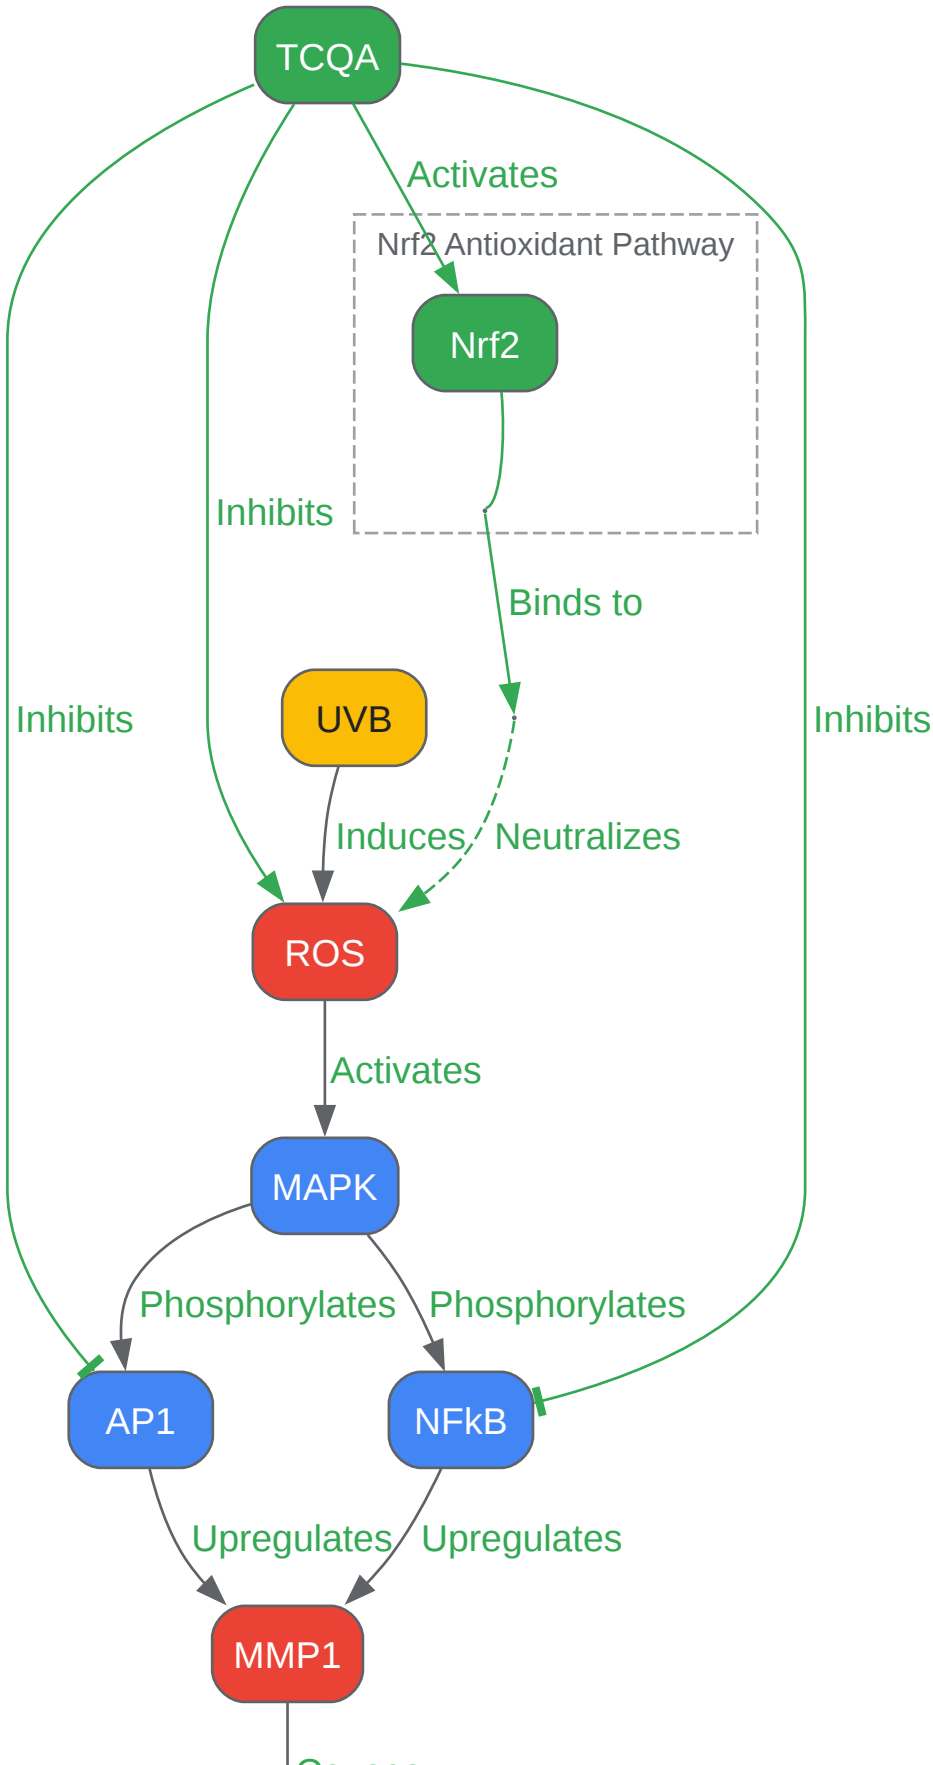 TCQA
Activates
Nrf2 Antioxidant Pathway
Nrf2
Inhibits
Binds to
UVB
Inhibits
Inhibits
Induces
Neutralizes
ROS
Activates
MAPK
Phosphorylates
Phosphorylates
AP1
NFkB
Upregulates
Upregulates
MMP1